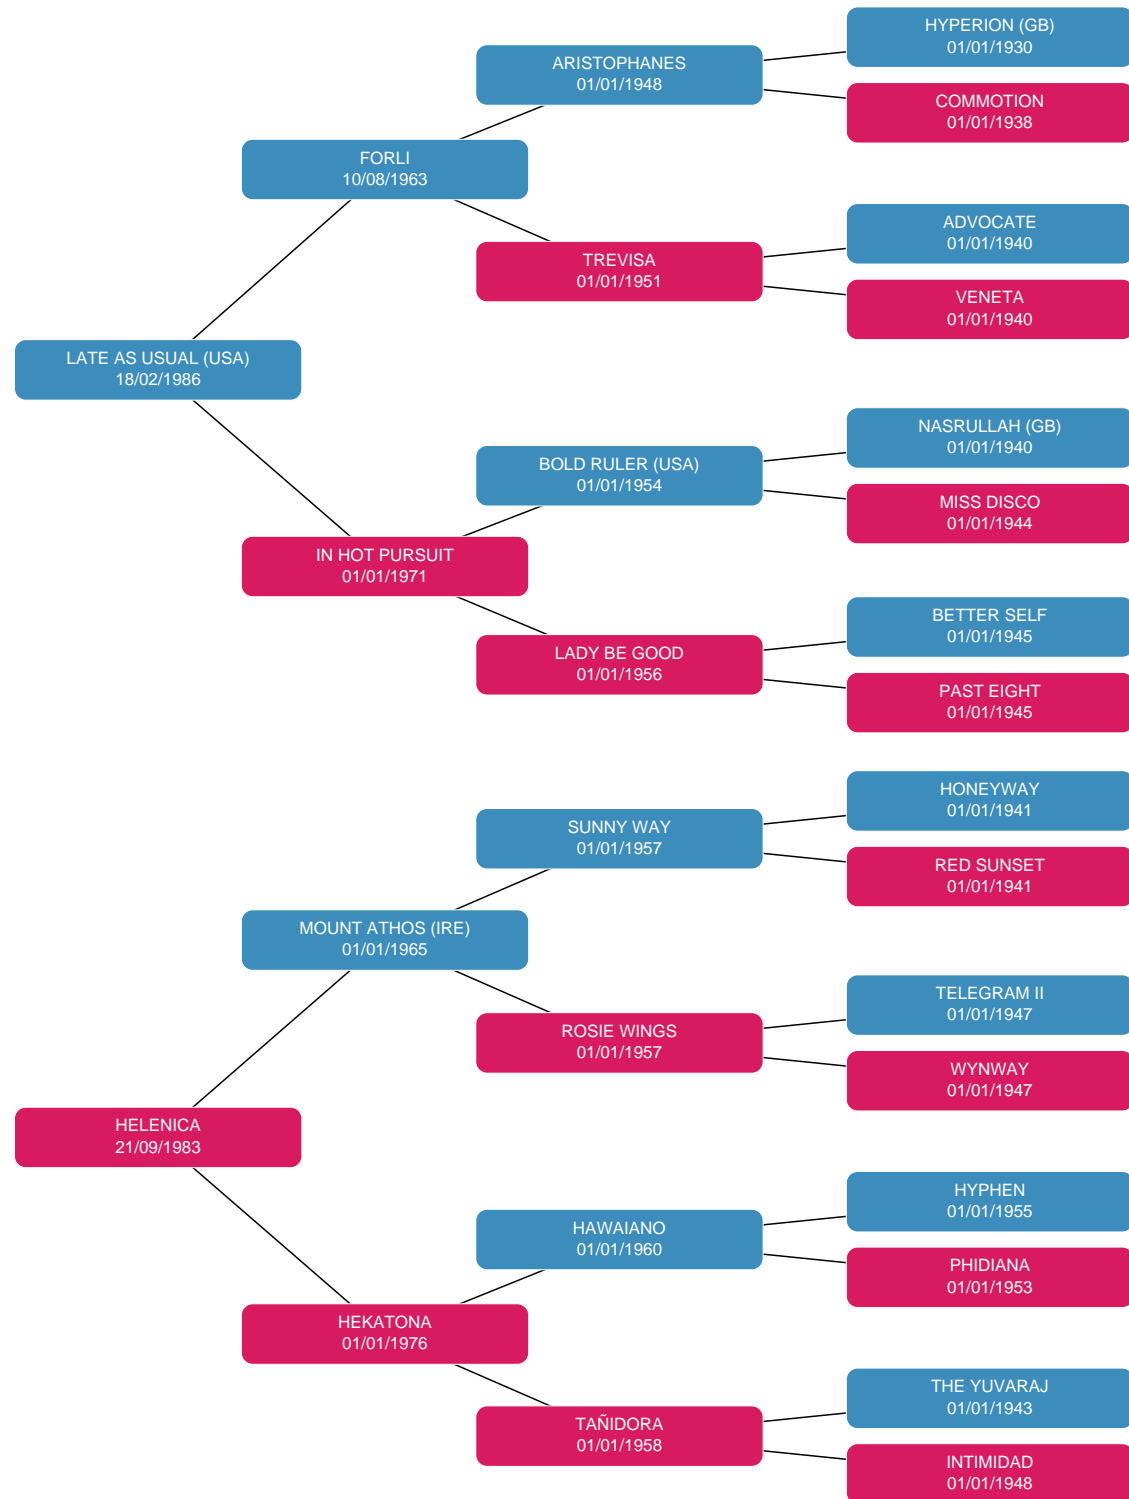 HYPERION (GB)
01/01/1930
ARISTOPHANES
01/01/1948
COMMOTION
01/01/1938
FORLI
10/08/1963
ADVOCATE
01/01/1940
TREVISA
01/01/1951
VENETA
01/01/1940
LATE AS USUAL (USA)
18/02/1986
NASRULLAH (GB)
01/01/1940
BOLD RULER (USA)
01/01/1954
MISS DISCO
01/01/1944
IN HOT PURSUIT
01/01/1971
BETTER SELF
01/01/1945
LADY BE GOOD
01/01/1956
PAST EIGHT
01/01/1945
HONEYWAY
01/01/1941
SUNNY WAY
01/01/1957
RED SUNSET
01/01/1941
MOUNT ATHOS (IRE)
01/01/1965
TELEGRAM II
01/01/1947
ROSIE WINGS
01/01/1957
WYNWAY
01/01/1947
HELENICA
21/09/1983
HYPHEN
01/01/1955
HAWAIANO
01/01/1960
PHIDIANA
01/01/1953
HEKATONA
01/01/1976
THE YUVARAJ
01/01/1943
TAÑIDORA
01/01/1958
INTIMIDAD
01/01/1948